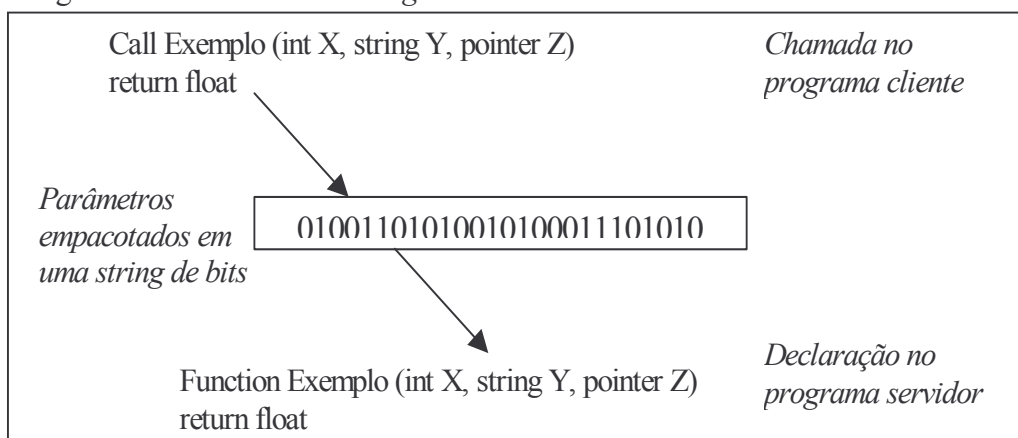 Call Exemplo (int X, string Y, pointer Z)
return float
Chamada no
programa cliente
Parâmetros
empacotados em
uma string de bits
01001101010010100011101010
Function Exemplo (int X, string Y, pointer Z)
return float
Declaração no
programa servidor